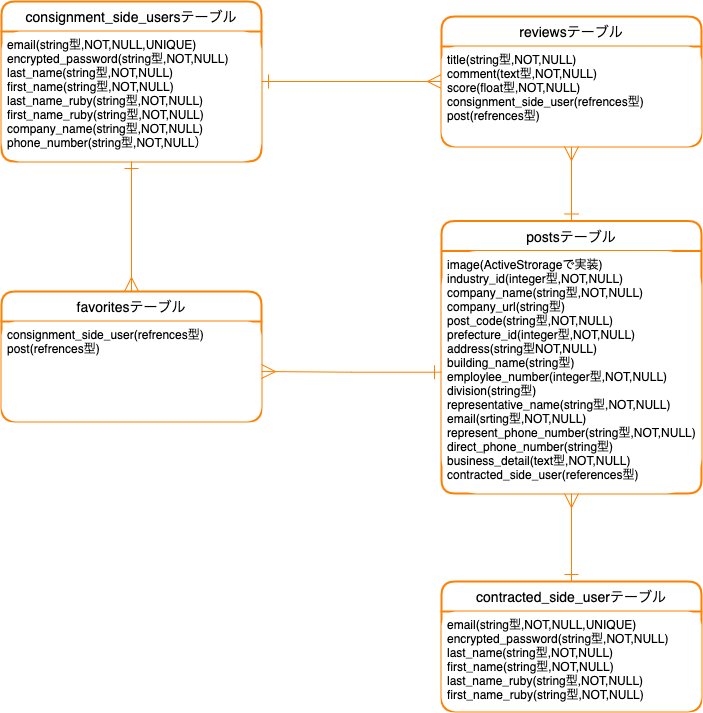 consignment_side_usersテーブル
email(string型,NOT,NULL,UNIQUE)
encrypted_password(string型,NOT,NULL)
last_name(string型,NOT,NULL)
first_name(string型,NOT,NULL)
last_name_ruby(string型,NOT,NULL)
first_name_ruby(string型,NOT,NULL)
company_name(string型,NOT,NULL)
phone_number(string型,NOT,NULL）
reviewsテーブル
title(string型,NOT,NULL)
comment(text型,NOT,NULL)
score(float型,NOT,NULL)
consignment_side_user(refrences型)
post(refrences型)
favoritesテーブル
consignment_side_user(refrences型)
post(refrences型)
postsテーブル
image(ActiveStrorageで実装)
industry_id(integer型,NOT,NULL)
company_name(string型,NOT,NULL)
company_url(string型)
post_code(string型,NOT,NULL)
prefecture_id(integer型,NOT,NULL)
address(string型NOT,NULL)
building_name(string型)
employlee_number(integer型,NOT,NULL)
division(string型)
representative_name(string型,NOT,NULL)
email(srting型,NOT,NULL)
represent_phone_number(string型,NOT,NULL)
direct_phone_number(string型)
business_detail(text型,NOT,NULL)
contracted_side_user(references型)
contracted_side_userテーブル
email(string型,NOT,NULL,UNIQUE)
encrypted_password(string型,NOT,NULL)
last_name(string型,NOT,NULL)
first_name(string型,NOT,NULL)
last_name_ruby(string型,NOT,NULL)
first_name_ruby(string型,NOT,NULL)